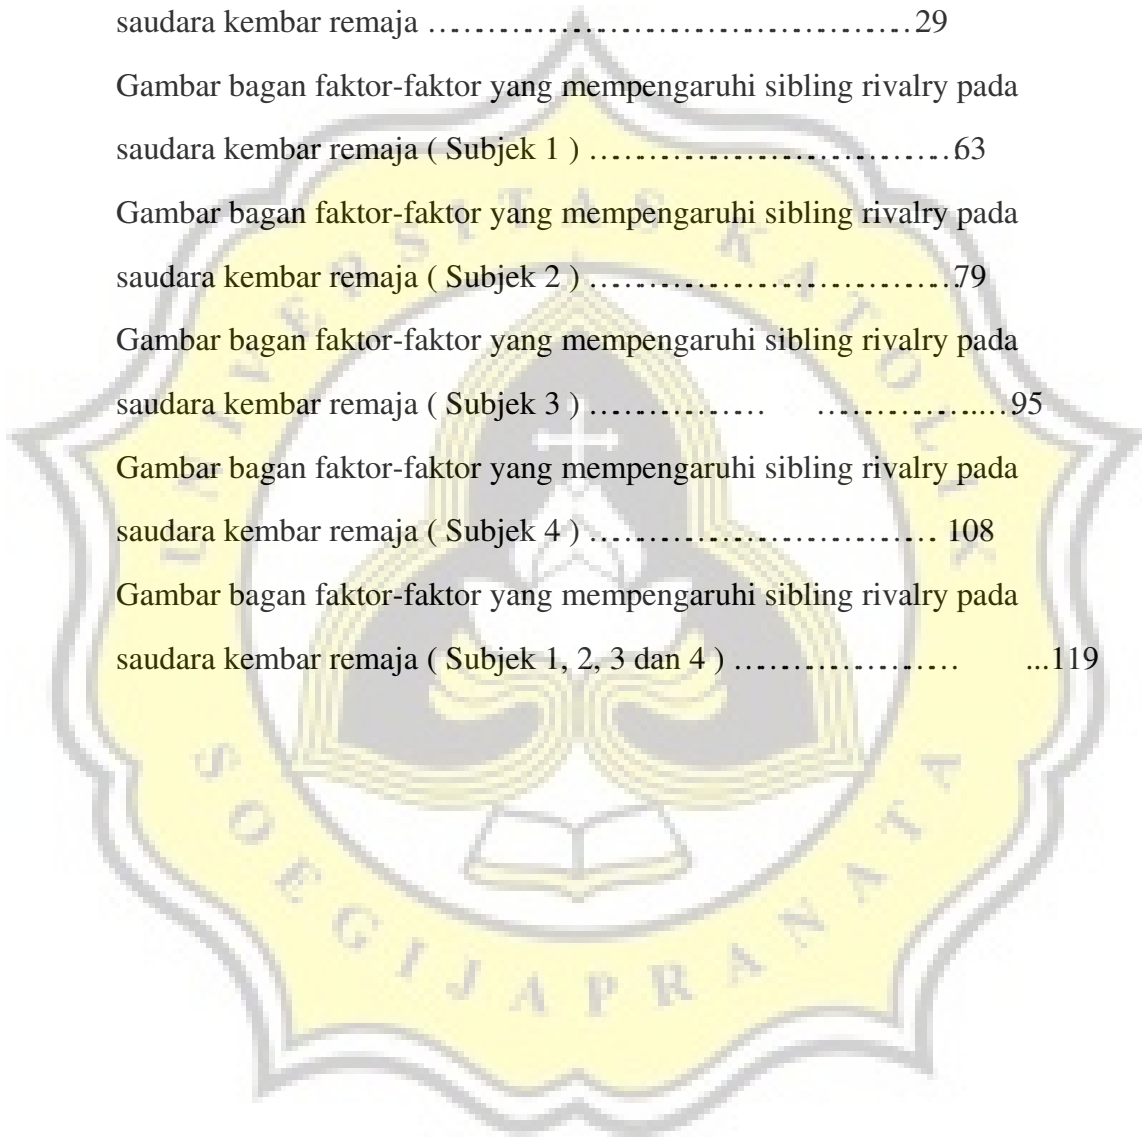 saudara kembar remaja ……………………………………29
Gambar bagan faktor-faktor yang mempengaruhi sibling rivalry pada
saudara kembar remaja ( Subjek 1 ) ……………………………63
Gambar bagan faktor-faktor yang mempengaruhi sibling rivalry pada
saudara kembar remaja ( Subjek 2 ) ……………………………79
Gambar bagan faktor-faktor yang mempengaruhi sibling rivalry pada
saudara kembar remaja ( Subjek 3 ) …………… ……………...…95
Gambar bagan faktor-faktor yang mempengaruhi sibling rivalry pada
saudara kembar remaja ( Subjek 4 ) …………………………. 108
Gambar bagan faktor-faktor yang mempengaruhi sibling rivalry pada
saudara kembar remaja ( Subjek 1, 2, 3 dan 4 ) ………………… ...119
UNIVERSITAS KATOLIK
SOEGIJAPRANATA